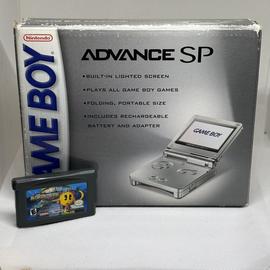 Nintendo
GAME BOY
ADVANCE SP
• BUILT-IN LIGHTED SCREEN
• PLAYS ALL GAME BOY GAMES
• FOLDING, PORTABLE SIZE
• INCLUDES RECHARGEABLE
BATTERY AND ADAPTER
GAME BOY